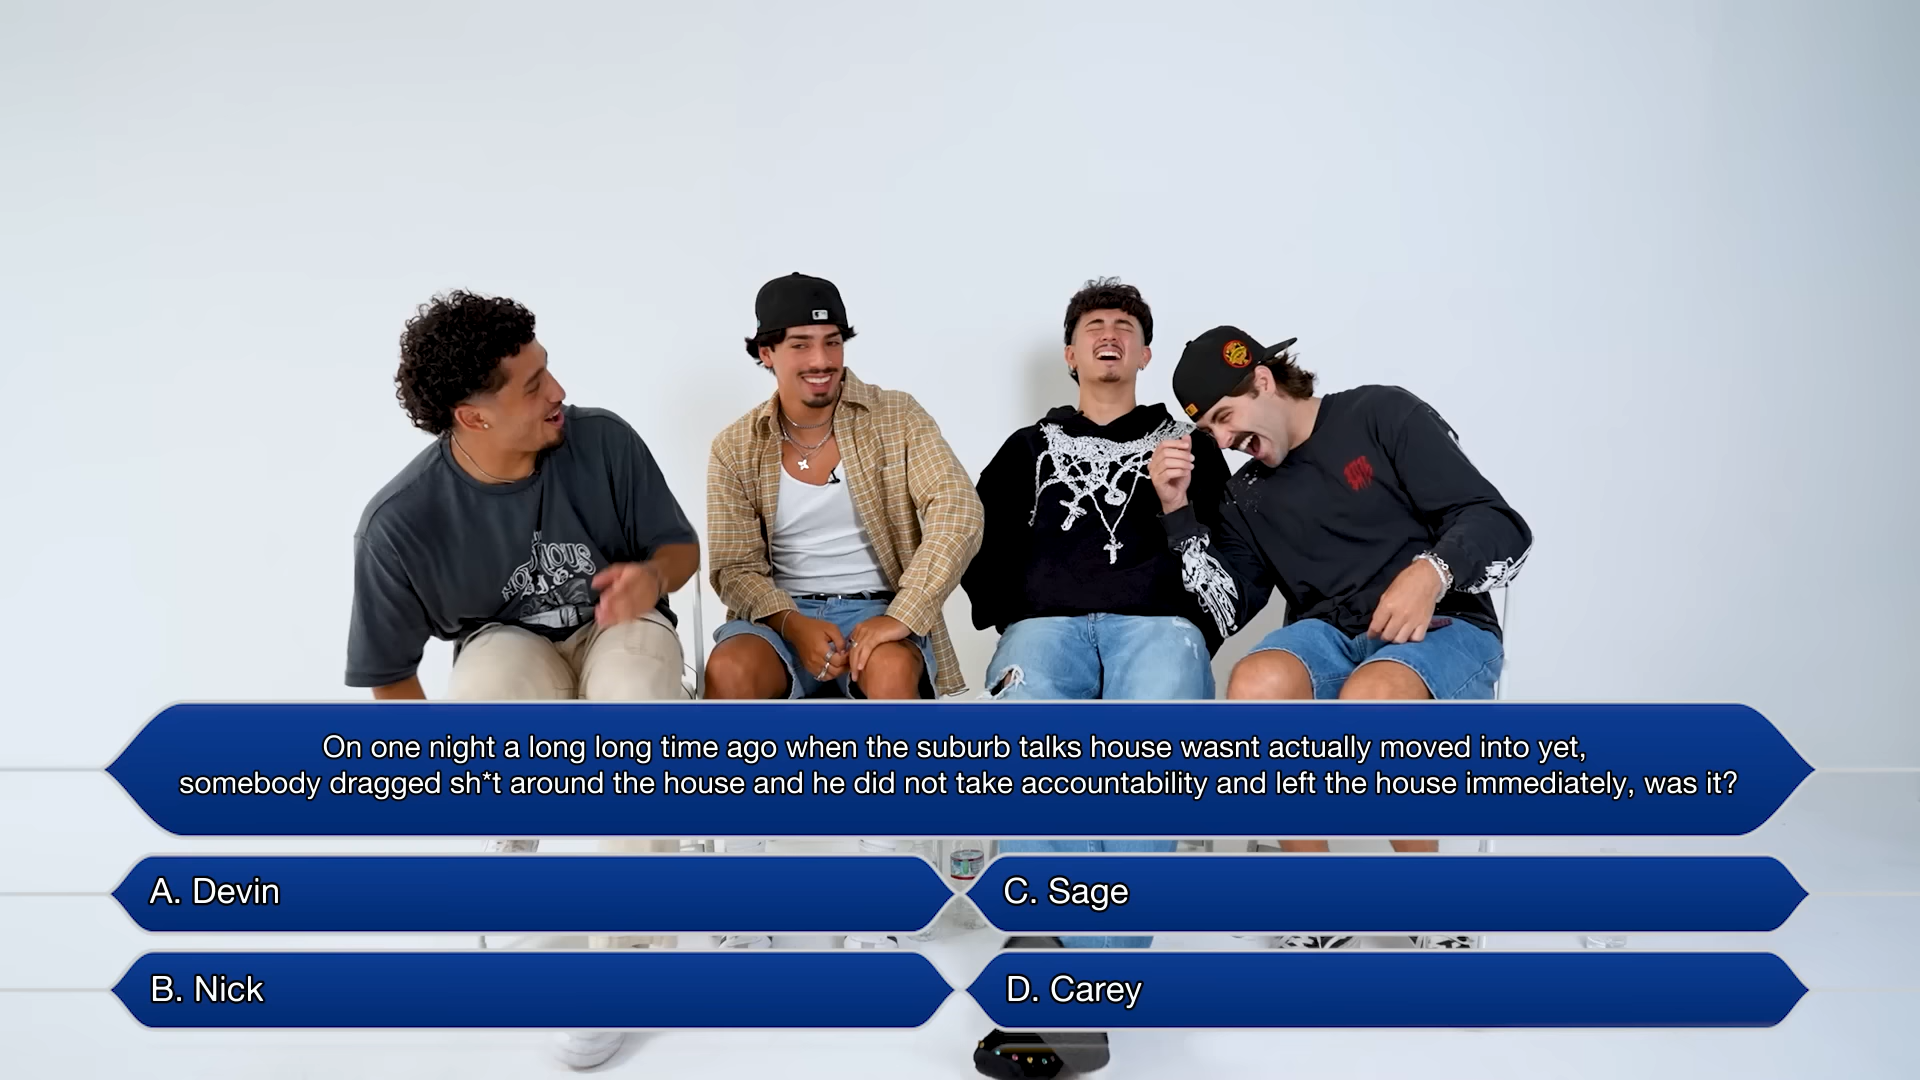 On one night a long long time ago when the suburb talks house wasnt actually moved into yet,
somebody dragged sh*t around the house and he did not take accountability and left the house immediately, was it?
A. Devin
C. Sage
B. Nick
D. Carey